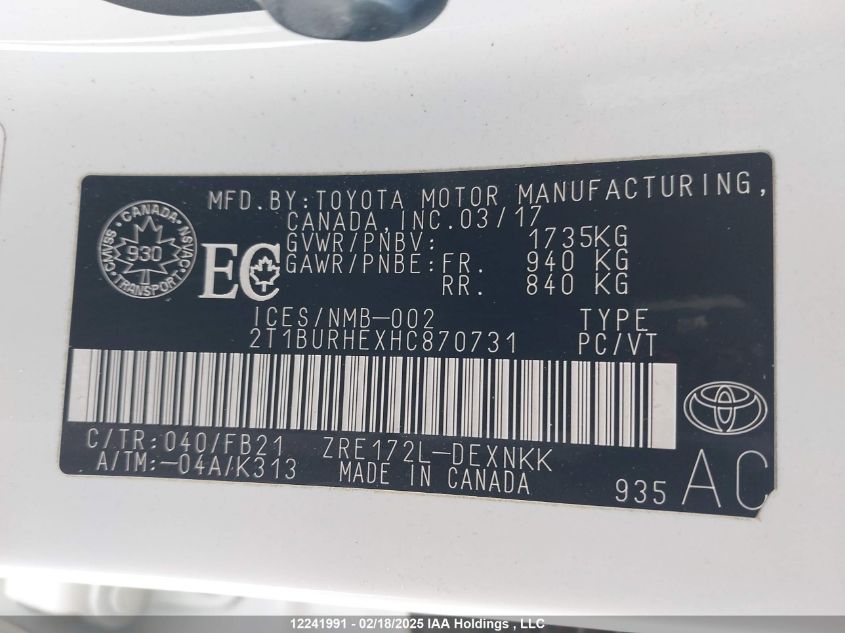 MFD.BY:TOYOTA MOTOR MANUFACTURING,
CANADA,INC.03/17
GVWR/PNBV: 1735KG
GAWR/PNBE:FR. 940 KG
RR. 840 KG
CANADA
CMVSS 930 NSVAC
TRANSPORT
EC
ICES/NMB-002 TYPE
2T1BURHEXHC870731 PC/VT
C/TR:040/FB21 ZRE172L-DEXNKK
A/TM:-04A/K313 MADE IN CANADA
935 AC
12241991 - 02/18/2025 IAA Holdings , LLC